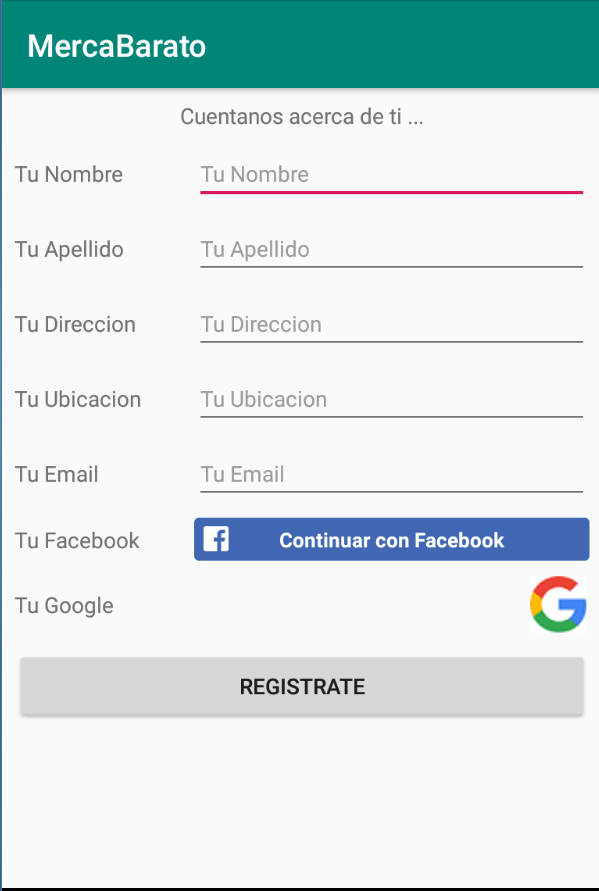 MercaBarato
Cuentanos acerca de ti ...
Tu Nombre Tu Nombre
Tu Apellido Tu Apellido
Tu Direccion Tu Direccion
Tu Ubicacion Tu Ubicacion
Tu Email Tu Email
Tu Facebook Continuar con Facebook
Tu Google
REGISTRATE